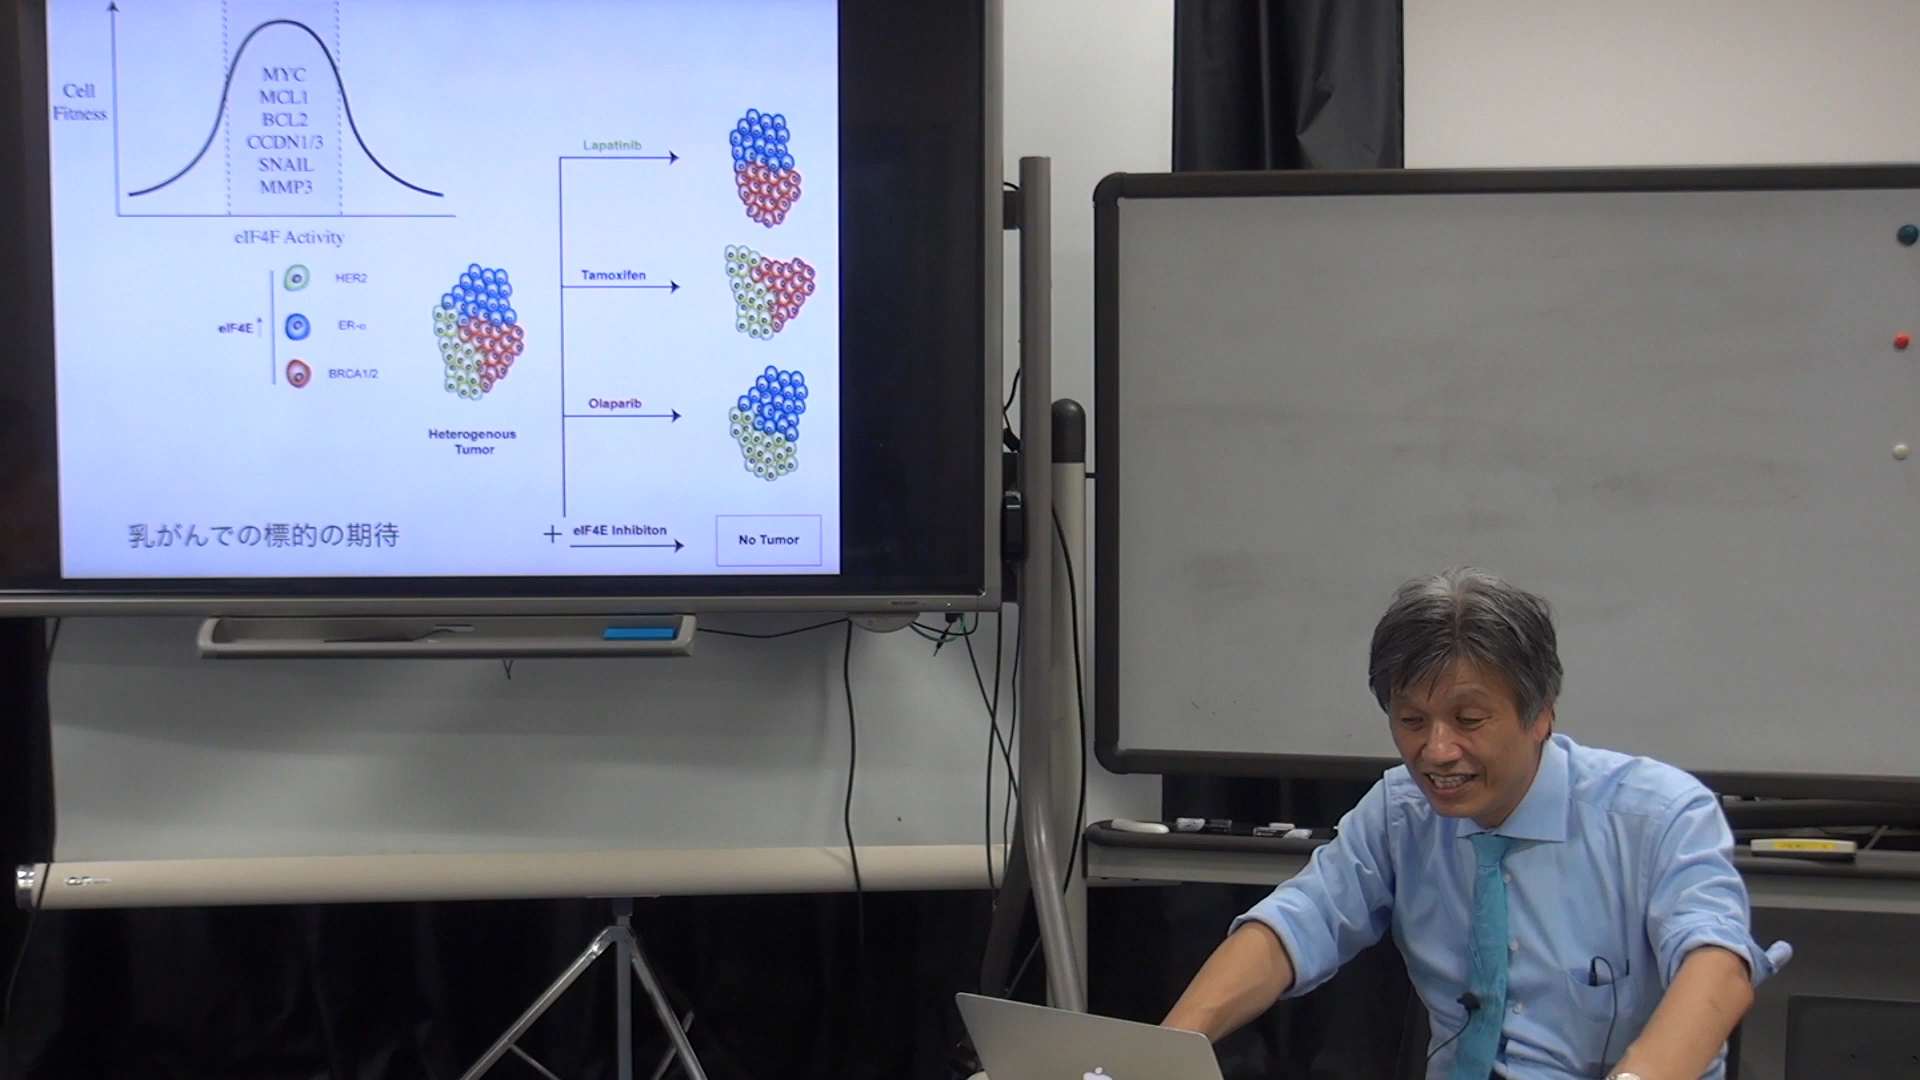 Cell
Fitness
MYC
MCL1
BCL2
CCDN1/3
SNAIL
MMP3
eIF4F Activity
eIF4E↑
HER2
ER-α
BRCA1/2
Heterogenous
Tumor
Lapatinib
Tamoxifen
Olaparib
+ eIF4E Inhibiton
No Tumor
乳がんでの標的の期待